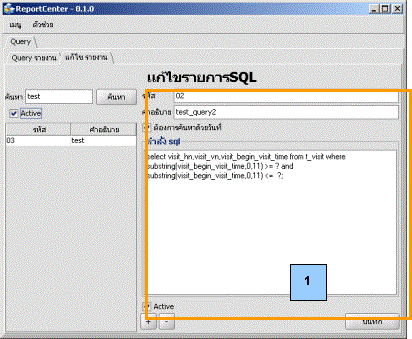 ReportCenter - 0.1.0
เมนู ตัวช่วย
Query
Query รายงาน แก้ไข รายงาน
แก้ไขรายการSQL
ค้นหา test ค้นหา
Active
รหัส คำอธิบาย
03 test
รหัส 02
คำอธิบาย test_query2
ต้องการค้นหาด้วยวันที่
คำสั่ง sql
select visit_hn,visit_vn,visit_begin_visit_time from t_visit where
substring(visit_begin_visit_time,0,11) >= ? and
substring(visit_begin_visit_time,0,11) <= ?;
1
Active
+ - บันทึก